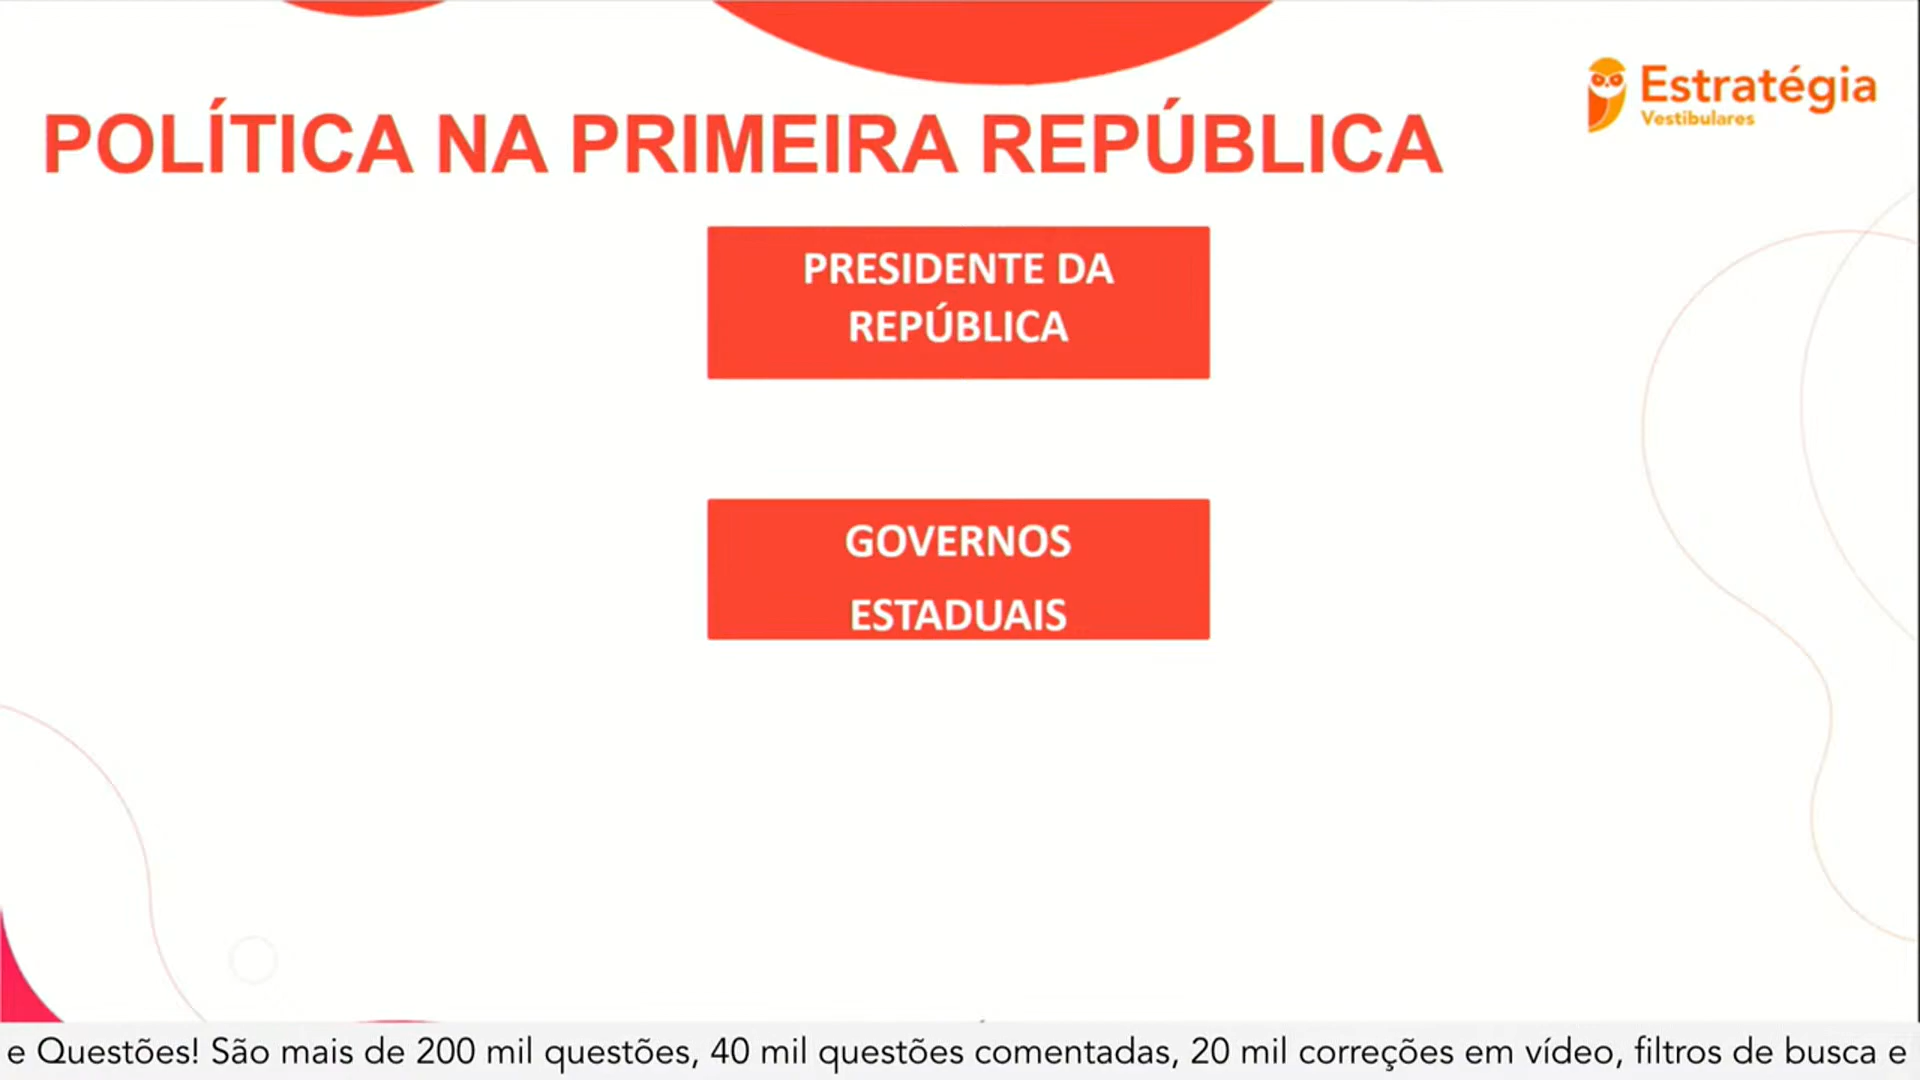 Estratégia
Vestibulares
POLÍTICA NA PRIMEIRA REPÚBLICA
PRESIDENTE DA
REPÚBLICA
GOVERNOS
ESTADUAIS
e Questões! São mais de 200 mil questões, 40 mil questões comentadas, 20 mil correções em vídeo, filtros de busca e